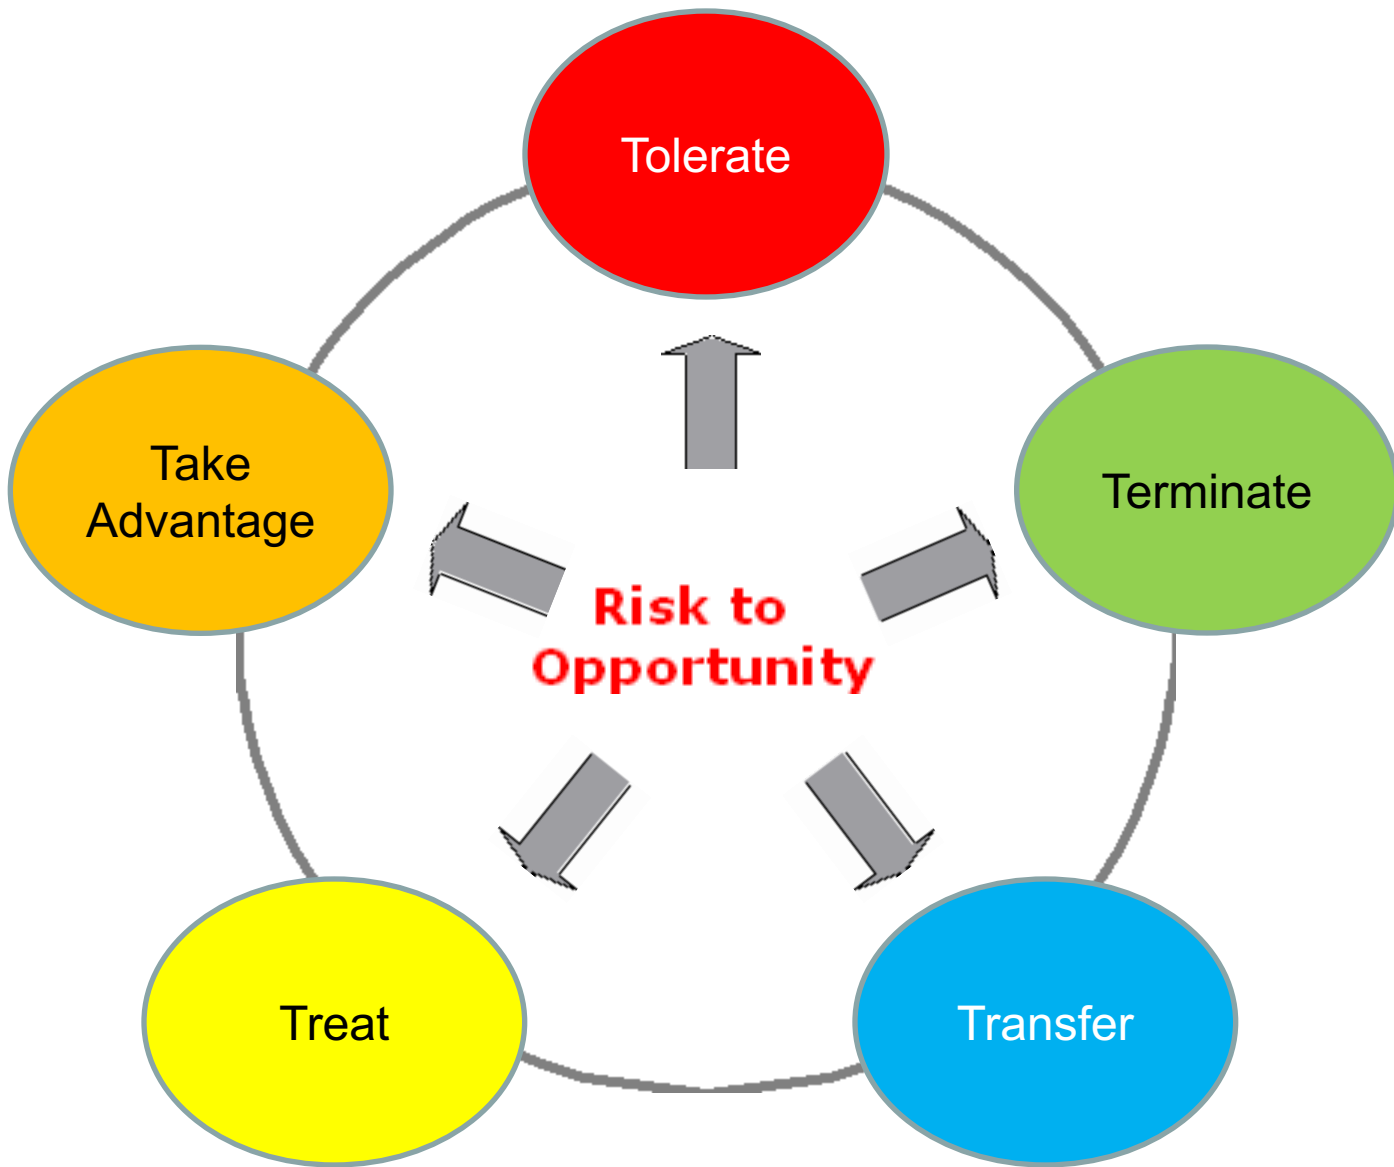 Tolerate
Take
Advantage
Terminate
Risk to
Opportunity
Treat
Transfer